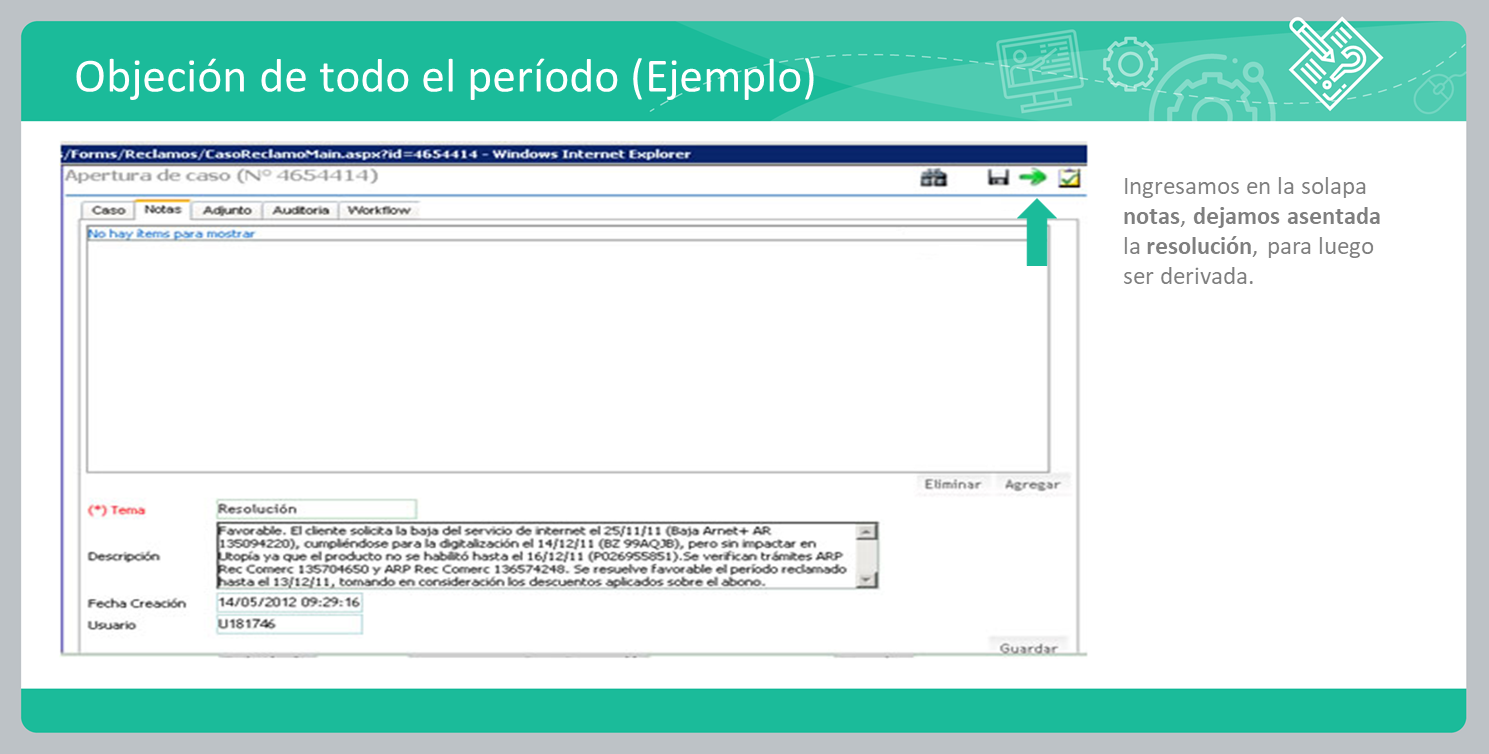 Objeción de todo el período (Ejemplo)
/Forms/Reclamos/CasoReclamoMain.aspx?id=4654414 - Windows Internet Explorer
Apertura de caso (Nº 4654414)
Caso Notas Adjunto Auditoria Workflow
No hay ítems para mostrar
Eliminar Agregar
(*) Tema Resolución
Descripción
Favorable. El cliente solicita la baja del servicio de internet el 25/11/11 (Baja Arnet+ AR
135094220), cumpliéndose para la digitalización el 14/12/11 (BZ 99AQJB), pero sin impactar en
Utopía ya que el producto no se habilitó hasta el 16/12/11 (P026955851).Se verifican trámites ARP
Rec Comerc 135704650 y ARP Rec Comerc 136574248. Se resuelve favorable el período reclamado
hasta el 13/12/11, tomando en consideración los descuentos aplicados sobre el abono.
Fecha Creación 14/05/2012 09:29:16
Usuario U181746
Guardar
Ingresamos en la solapa
notas, dejamos asentada
la resolución, para luego
ser derivada.